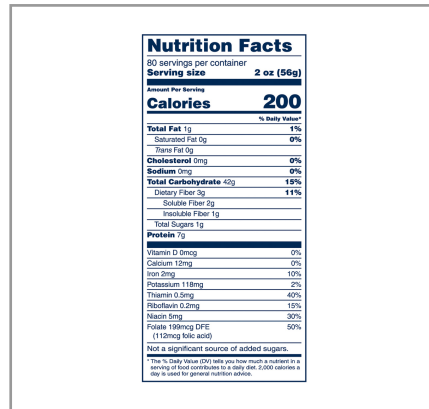 Nutrition Facts
80 servings per container
Serving size 2 oz (56g)
Amount Per Serving
Calories 200
% Daily Value*
Total Fat 1g 1%
Saturated Fat 0g 0%
Trans Fat 0g
Cholesterol 0mg 0%
Sodium 0mg 0%
Total Carbohydrate 42g 15%
Dietary Fiber 3g 11%
Soluble Fiber 2g
Insoluble Fiber 1g
Total Sugars 1g
Protein 7g
Vitamin D 0mcg 0%
Calcium 12mg 0%
Iron 2mg 10%
Potassium 118mg 2%
Thiamin 0.5mg 40%
Riboflavin 0.2mg 15%
Niacin 5mg 30%
Folate 199mcg DFE 50%
(112mcg folic acid)
Not a significant source of added sugars.
* The % Daily Value (DV) tells you how much a nutrient in a
serving of food contributes to a daily diet. 2,000 calories a
day is used for general nutrition advice.